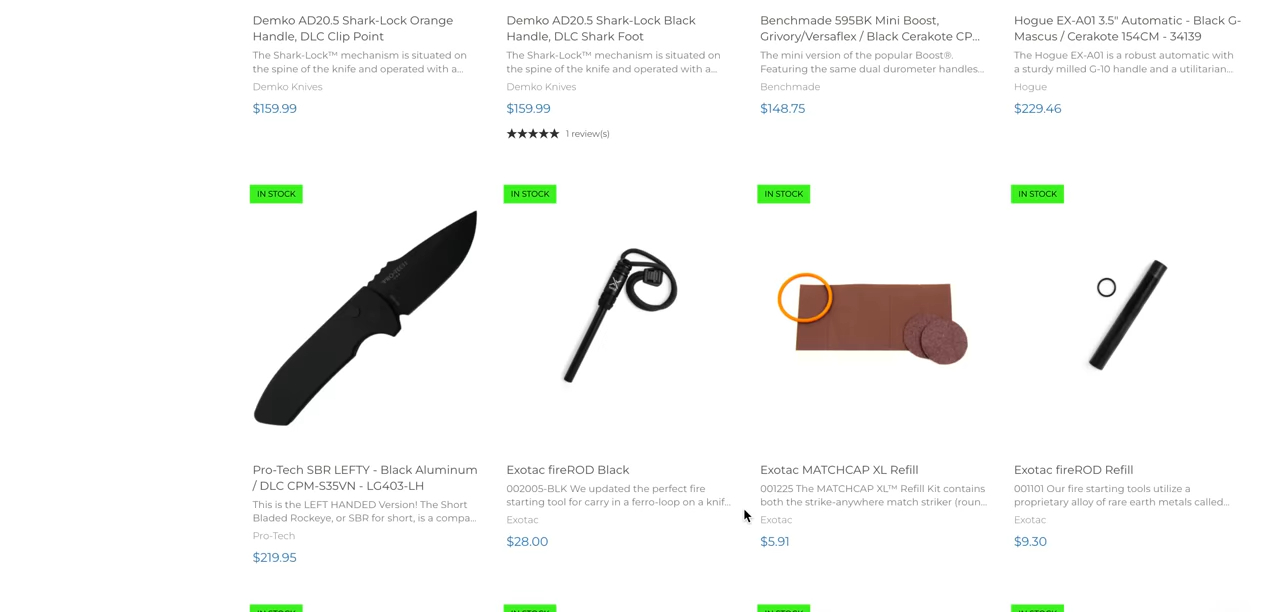 Demko AD20.5 Shark-Lock Orange
Handle, DLC Clip Point
The Shark-Lock™ mechanism is situated on
the spine of the knife and operated with a...
Demko Knives
$159.99
Demko AD20.5 Shark-Lock Black
Handle, DLC Shark Foot
The Shark-Lock™ mechanism is situated on
the spine of the knife and operated with a...
Demko Knives
$159.99
1 review(s)
Benchmade 595BK Mini Boost,
Grivory/Versaflex / Black Cerakote CP...
The mini version of the popular Boost®.
Featuring the same dual durometer handles...
Benchmade
$148.75
Hogue EX-A01 3.5" Automatic - Black G-
Mascus / Cerakote 154CM - 34139
The Hogue EX-A01 is a robust automatic with
a sturdy milled G-10 handle and a utilitarian...
Hogue
$229.46
IN STOCK
Pro-Tech SBR LEFTY - Black Aluminum
/ DLC CPM-S35VN - LG403-LH
This is the LEFT HANDED Version! The Short
Bladed Rockeye, or SBR for short, is a compa...
Pro-Tech
$219.95
IN STOCK
Exotac fireROD Black
002005-BLK We updated the perfect fire
starting tool for carry in a ferro-loop on a knif...
Exotac
$28.00
IN STOCK
Exotac MATCHCAP XL Refill
001225 The MATCHCAP XL™ Refill Kit contains
both the strike-anywhere match striker (roun...
Exotac
$5.91
IN STOCK
Exotac fireROD Refill
001101 Our fire starting tools utilize a
proprietary alloy of rare earth metals called...
Exotac
$9.30
IN STOCK
IN STOCK
IN STOCK
IN STOCK